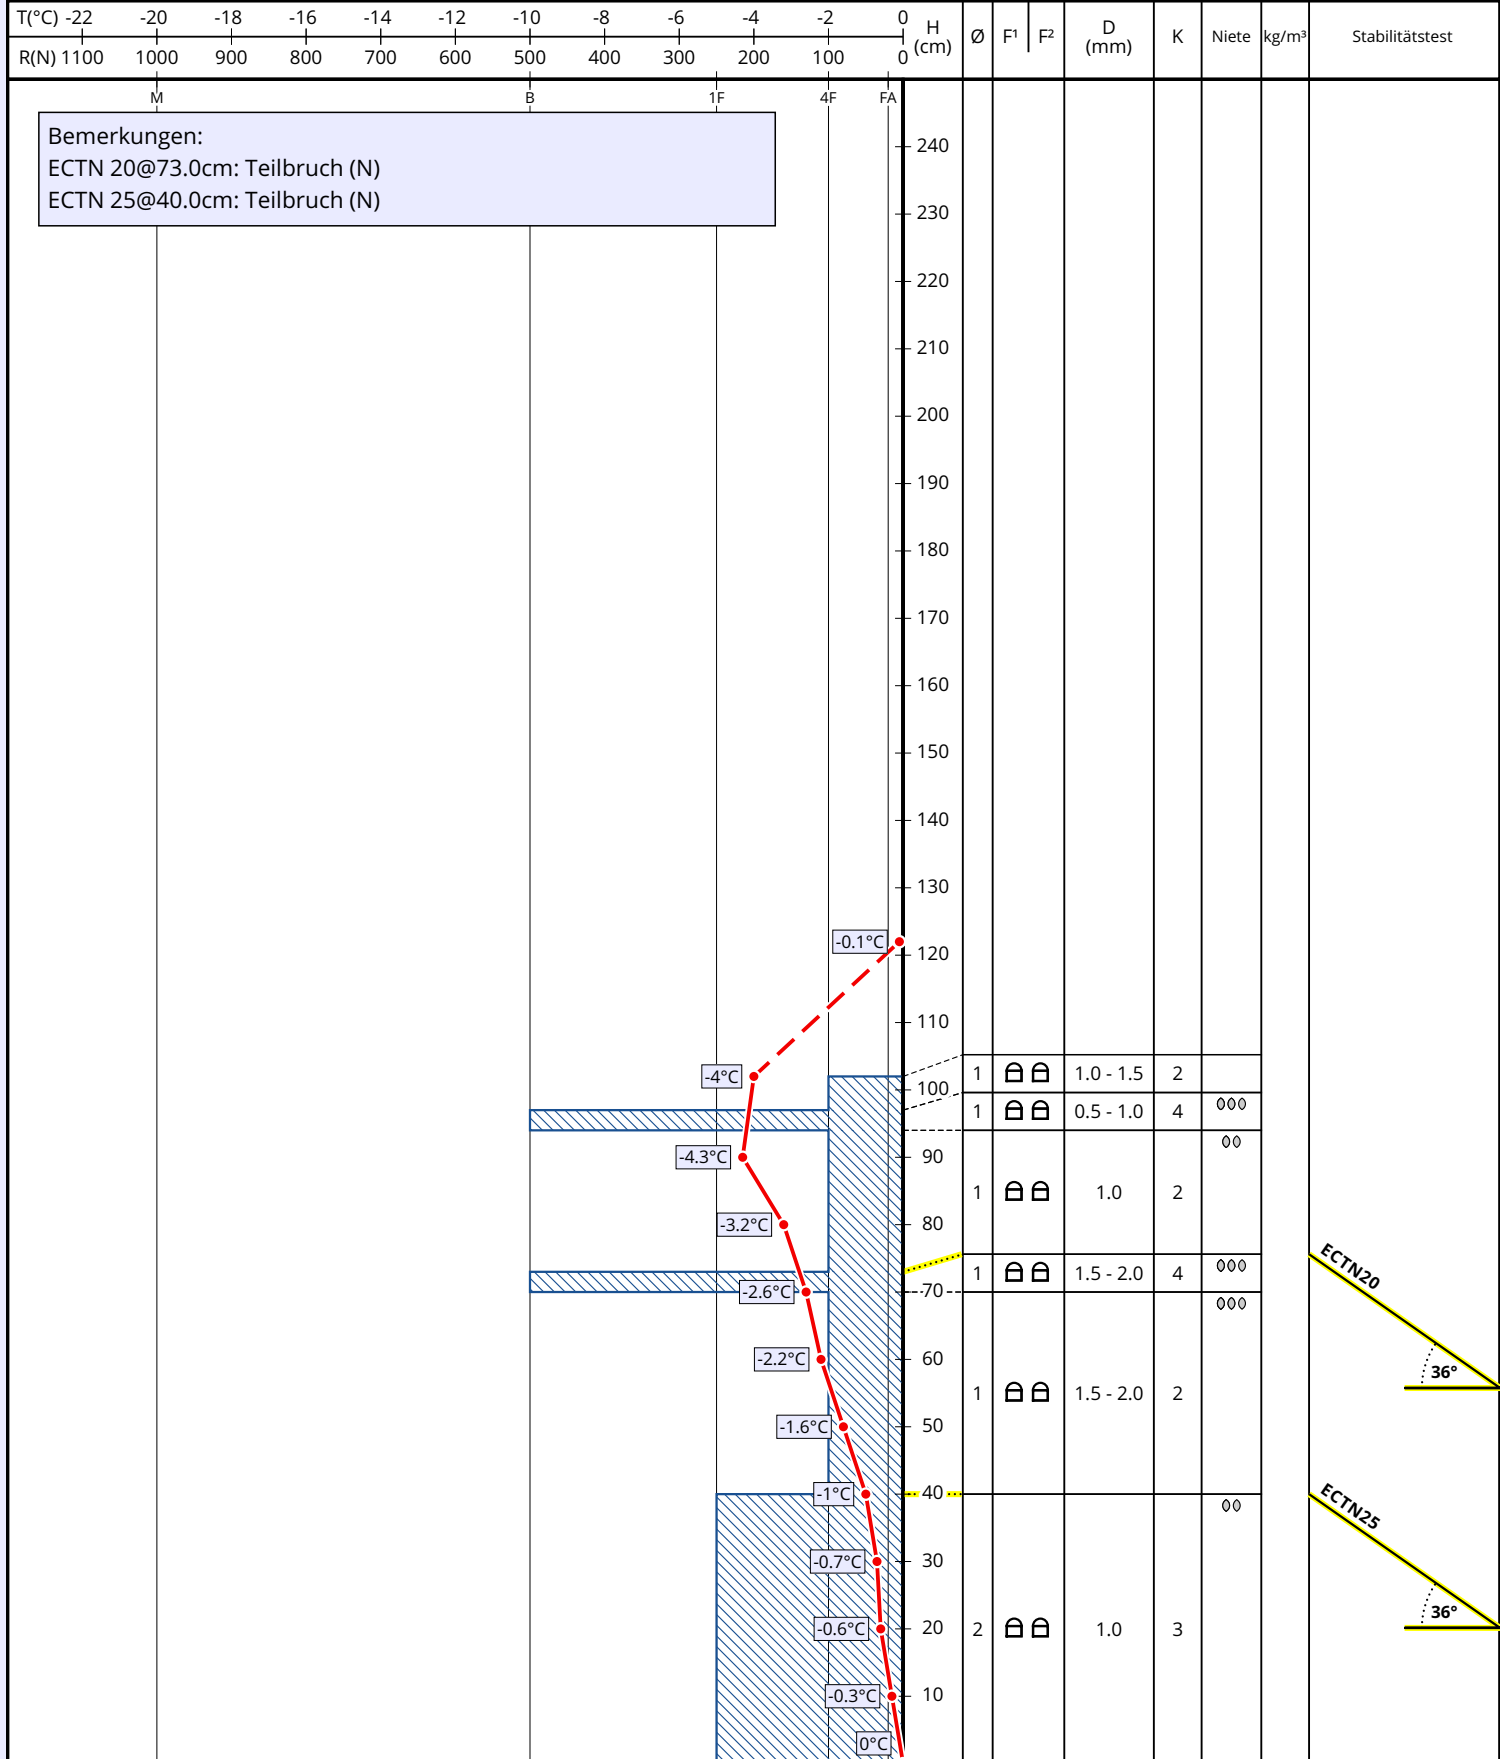 T(°C) -22 -20 -18 -16 -14 -12 -10 -8 -6 -4 -2 0
R(N) 1100 1000 900 800 700 600 500 400 300 200 100 0
H (cm) Ø F¹ F² D (mm) K Niete kg/m³ Stabilitätstest
M B 1F 4F FA
Bemerkungen:
ECTN 20@73.0cm: Teilbruch (N)
ECTN 25@40.0cm: Teilbruch (N)
240
230
220
210
200
190
180
170
160
150
140
130
-0.1°C
120
110
-4°C 1 1.0 - 1.5 2
100
1 0.5 - 1.0 4
-4.3°C 90
1 1.0 2
-3.2°C 80
ECTN20
1 1.5 - 2.0 4
-2.6°C 70
-2.2°C 60
36°
1 1.5 - 2.0 2
-1.6°C 50
-1°C 40
ECTN25
-0.7°C 30
36°
-0.6°C 20 2 1.0 3
-0.3°C 10
0°C